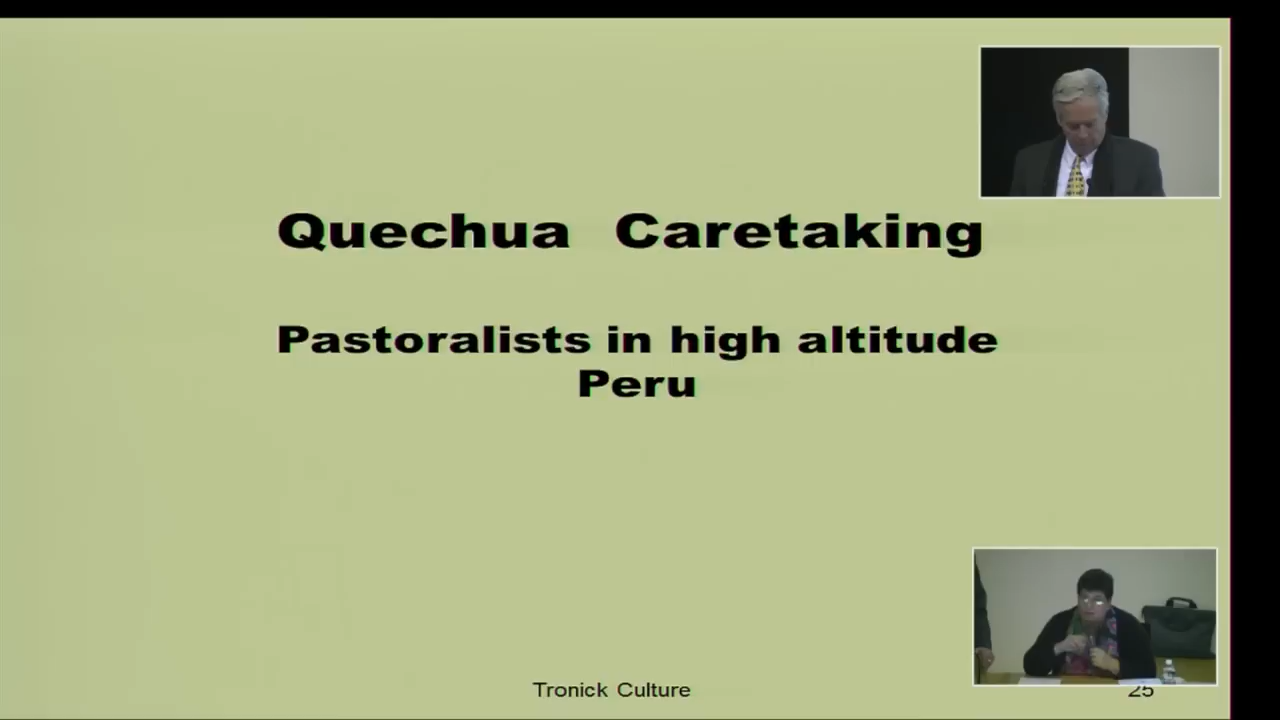 Quechua Caretaking
Pastoralists in high altitude
Peru
Tronick Culture
25